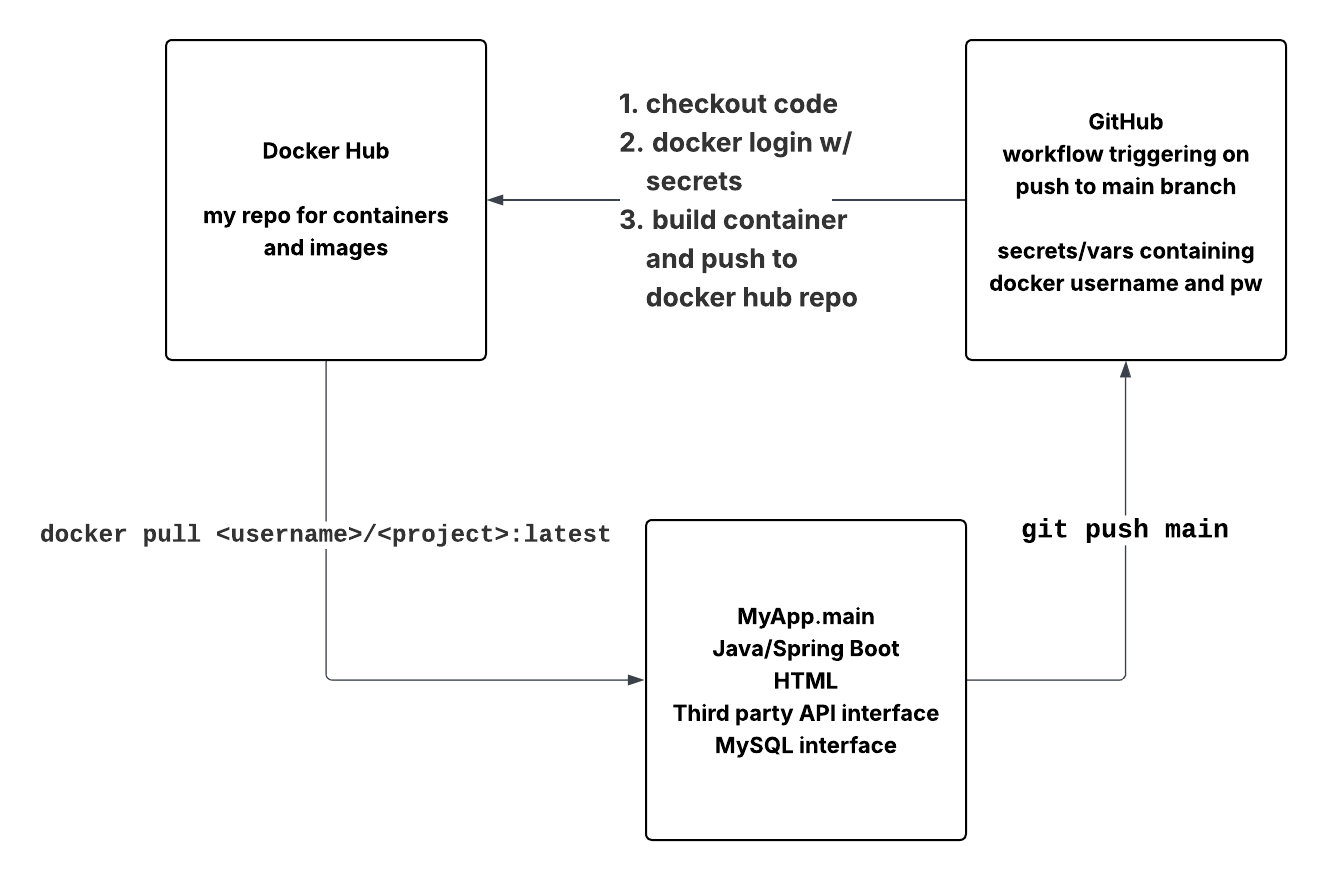 Docker Hub
my repo for containers
and images
1. checkout code
2. docker login w/
secrets
3. build container
and push to
docker hub repo
GitHub
workflow triggering on
push to main branch
secrets/vars containing
docker username and pw
docker pull <username>/<project>:latest
MyApp.main
Java/Spring Boot
HTML
Third party API interface
MySQL interface
git push main